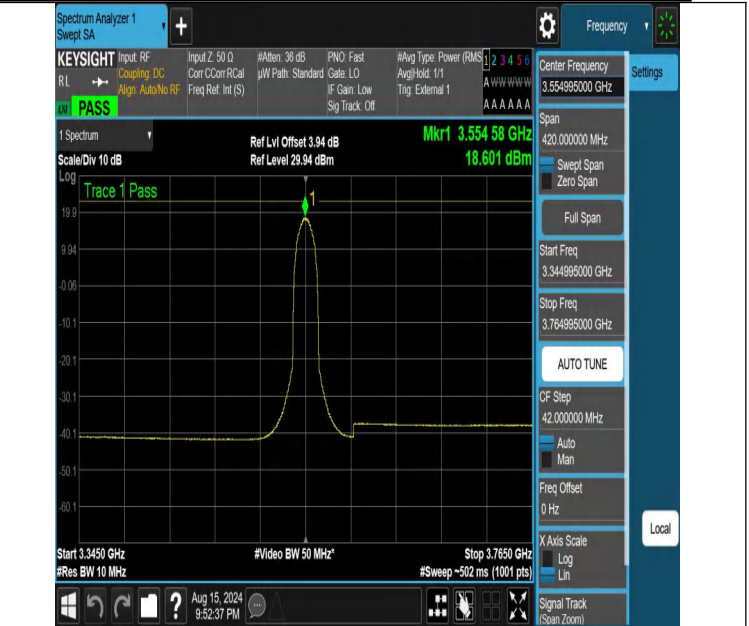 Spectrum Analyzer 1
Swept SA
+
Frequency
KEYSIGHT
RL
LXI
PASS
Input: RF
Coupling: DC
Align: Auto/No RF
Input Z: 50 Ω
Corr CCorr RCal
Freq Ref: Int (S)
#Atten: 36 dB
µW Path: Standard
PNO: Fast
Gate: LO
IF Gain: Low
Sig Track: Off
#Avg Type: Power (RMS
Avg|Hold: 1/1
Trig: External 1
1 2 3 4 5 6
A W W W W W
A A A A A A
1 Spectrum
Scale/Div 10 dB
Log
Ref Lvl Offset 3.94 dB
Ref Level 29.94 dBm
Mkr1 3.554 58 GHz
18.601 dBm
Trace 1 Pass
1
19.9
9.94
-0.06
-10.1
-20.1
-30.1
-40.1
-50.1
-60.1
Start 3.3450 GHz
#Res BW 10 MHz
#Video BW 50 MHz*
Stop 3.7650 GHz
#Sweep ~502 ms (1001 pts)
Center Frequency
3.554995000 GHz
Settings
Span
420.000000 MHz
Swept Span
Zero Span
Full Span
Start Freq
3.344995000 GHz
Stop Freq
3.764995000 GHz
AUTO TUNE
CF Step
42.000000 MHz
Auto
Man
Freq Offset
0 Hz
X Axis Scale
Log
Lin
Local
Signal Track
(Span Zoom)
?
Aug 15, 2024
9:52:37 PM